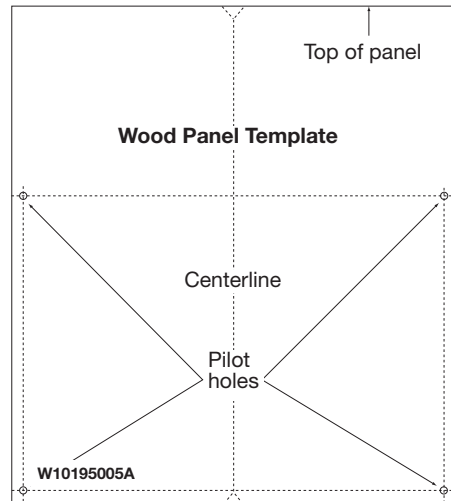 Top of panel
Wood Panel Template
Centerline
Pilot
holes
W10195005A